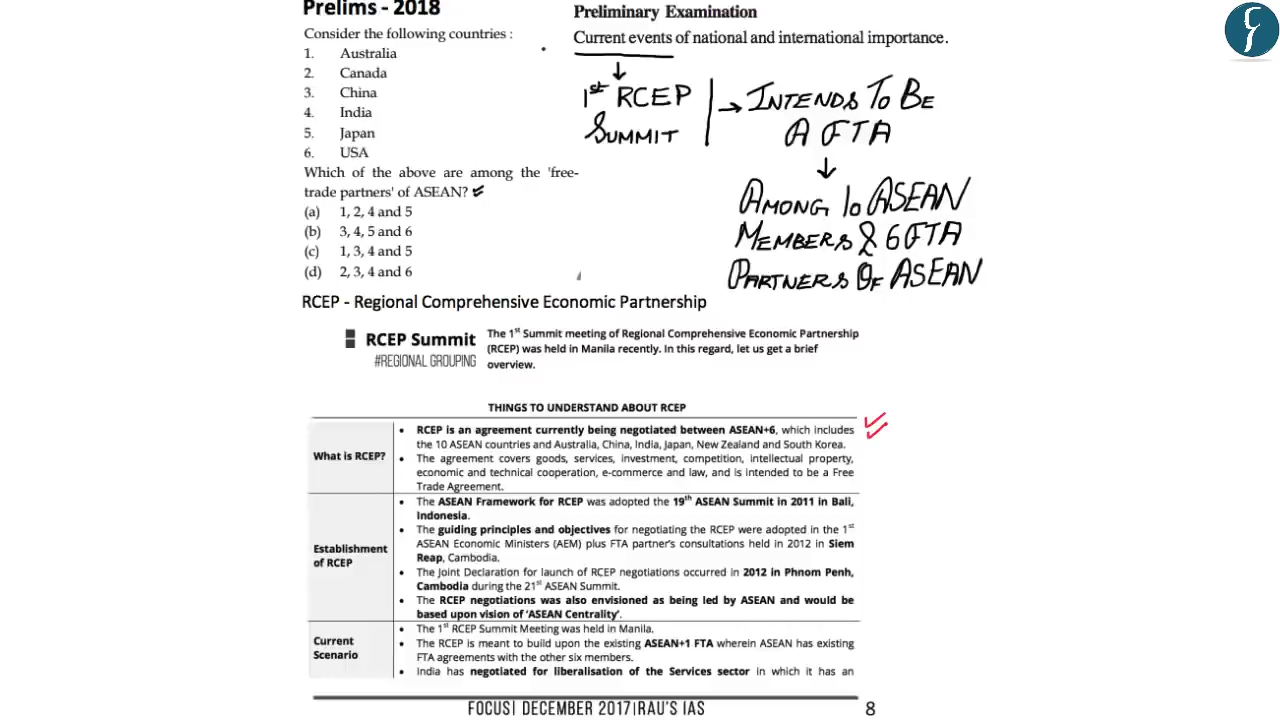 Prelims - 2018
Consider the following countries :
1. Australia
2. Canada
3. China
4. India
5. Japan
6. USA
Which of the above are among the 'free-
trade partners' of ASEAN?
(a) 1, 2, 4 and 5
(b) 3, 4, 5 and 6
(c) 1, 3, 4 and 5
(d) 2, 3, 4 and 6
Preliminary Examination
Current events of national and international importance.
1st RCEP
SUMMIT
INTENDS TO BE
A FTA
AMONG 10 ASEAN
MEMBERS & 6 FTA
PARTNERS OF ASEAN
RCEP - Regional Comprehensive Economic Partnership
RCEP Summit
#REGIONAL GROUPING
The 1st Summit meeting of Regional Comprehensive Economic Partnership
(RCEP) was held in Manila recently. In this regard, let us get a brief
overview.
THINGS TO UNDERSTAND ABOUT RCEP
What is RCEP?
• RCEP is an agreement currently being negotiated between ASEAN+6, which includes
the 10 ASEAN countries and Australia, China, India, Japan, New Zealand and South Korea.
• The agreement covers goods, services, investment, competition, intellectual property,
economic and technical cooperation, e-commerce and law, and is intended to be a Free
Trade Agreement.
Establishment
of RCEP
• The ASEAN Framework for RCEP was adopted the 19th ASEAN Summit in 2011 in Bali,
Indonesia.
• The guiding principles and objectives for negotiating the RCEP were adopted in the 1st
ASEAN Economic Ministers (AEM) plus FTA partner's consultations held in 2012 in Siem
Reap, Cambodia.
• The Joint Declaration for launch of RCEP negotiations occurred in 2012 in Phnom Penh,
Cambodia during the 21st ASEAN Summit.
• The RCEP negotiations was also envisioned as being led by ASEAN and would be
based upon vision of 'ASEAN Centrality'.
Current
Scenario
• The 1st RCEP Summit Meeting was held in Manila.
• The RCEP is meant to build upon the existing ASEAN+1 FTA wherein ASEAN has existing
FTA agreements with the other six members.
• India has negotiated for liberalisation of the Services sector in which it has an
FOCUS| DECEMBER 2017|RAU'S IAS
8